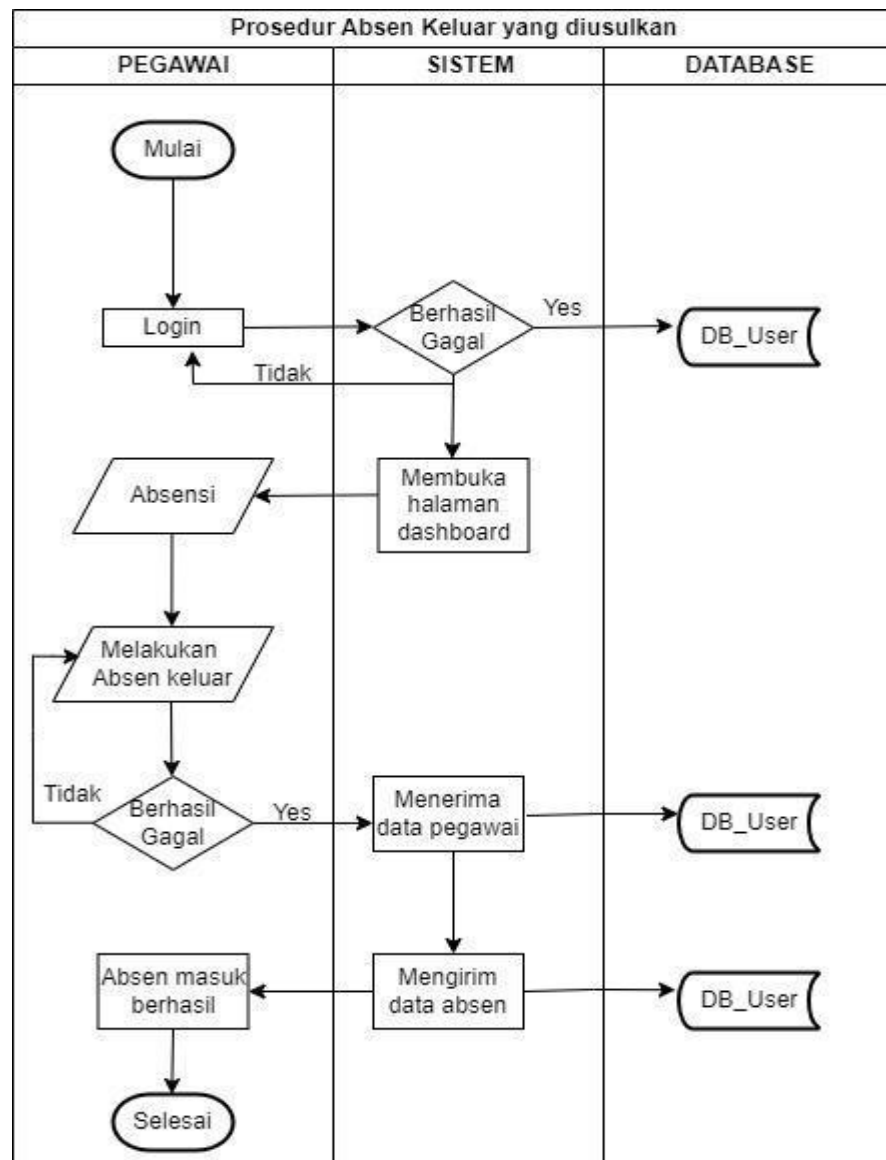 Prosedur Absen Keluar yang diusulkan
PEGAWAI
SISTEM
DATABASE
Mulai
Login
Berhasil
Gagal
Yes
DB_User
Tidak
Absensi
Membuka
halaman
dashboard
Melakukan
Absen keluar
Tidak
Berhasil
Gagal
Yes
Menerima
data pegawai
DB_User
Absen masuk
berhasil
Mengirim
data absen
DB_User
Selesai